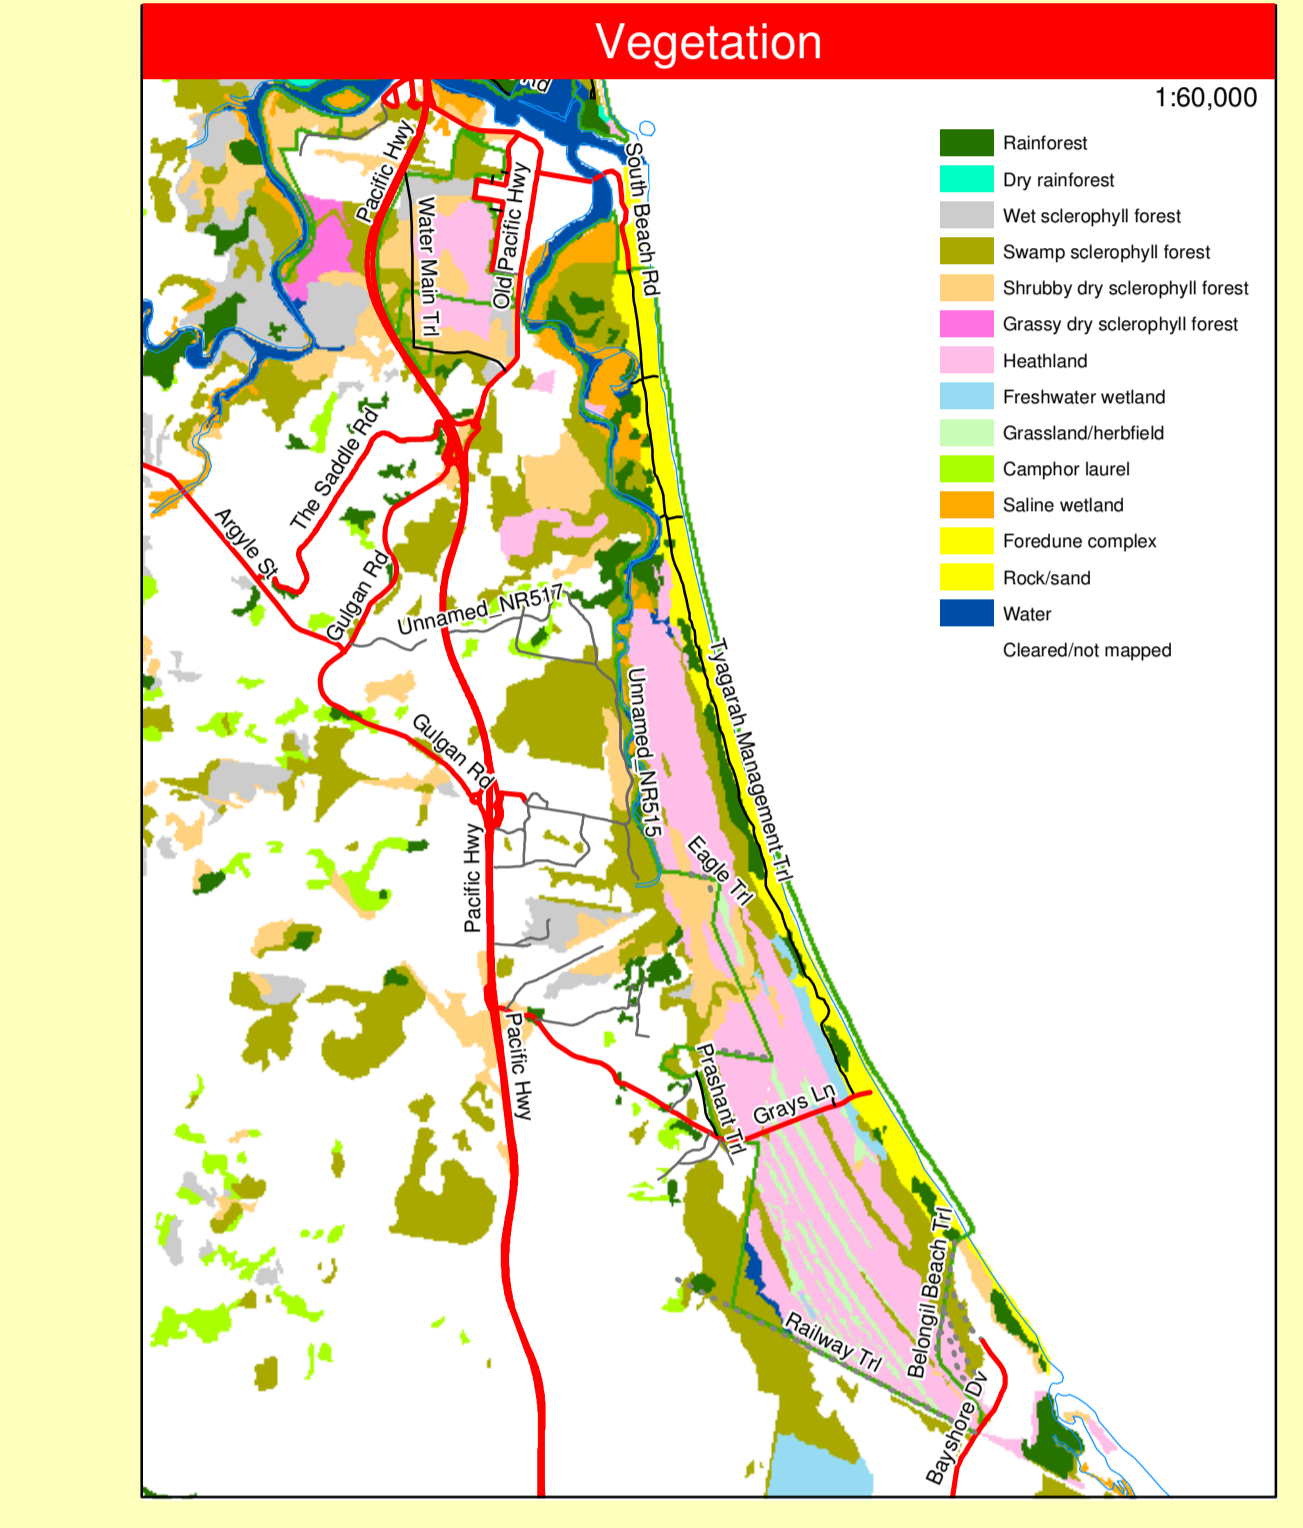 Vegetation
1:60,000
Rd
Rainforest
Dry rainforest
Wet sclerophyll forest
Swamp sclerophyll forest
Shrubby dry sclerophyll forest
Grassy dry sclerophyll forest
Heathland
Freshwater wetland
Grassland/herbfield
Camphor laurel
Saline wetland
Foredune complex
Rock/sand
Water
Cleared/not mapped
Pacific Hwy
Water Main Trl
Old Pacific Hwy
South Beach Rd
The Saddle Rd
Argyle St
Gulgan Rd
Unnamed_NR517
Unnamed_NR515
Tyagarah Management Trl
Gulgan Rd
Pacific Hwy
Eagle Trl
Pacific Hwy
Prashant Trl
Grays Ln
Belongil Beach Trl
Railway Trl
Bayshore Dv